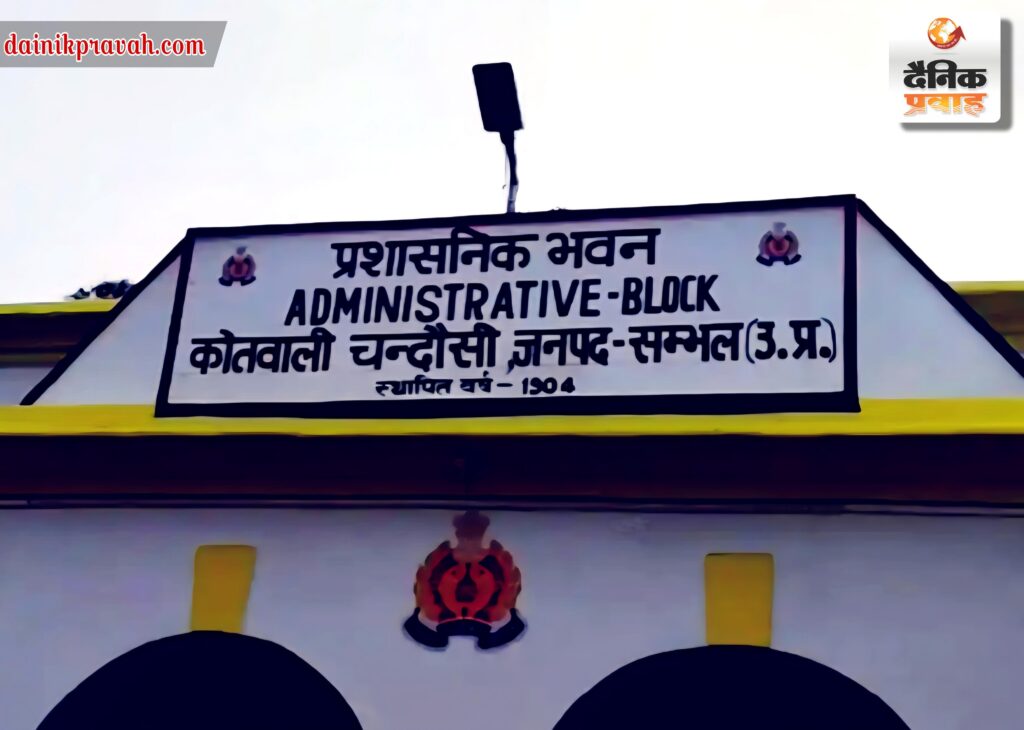 dainikpravah.com
दैनिक
प्रवाह
प्रशासनिक भवन
ADMINISTRATIVE-BLOCK
कोतवाली चन्दौसी,जनपद-सम्भल(उ.प्र.)
स्थापित वर्ष - 1904